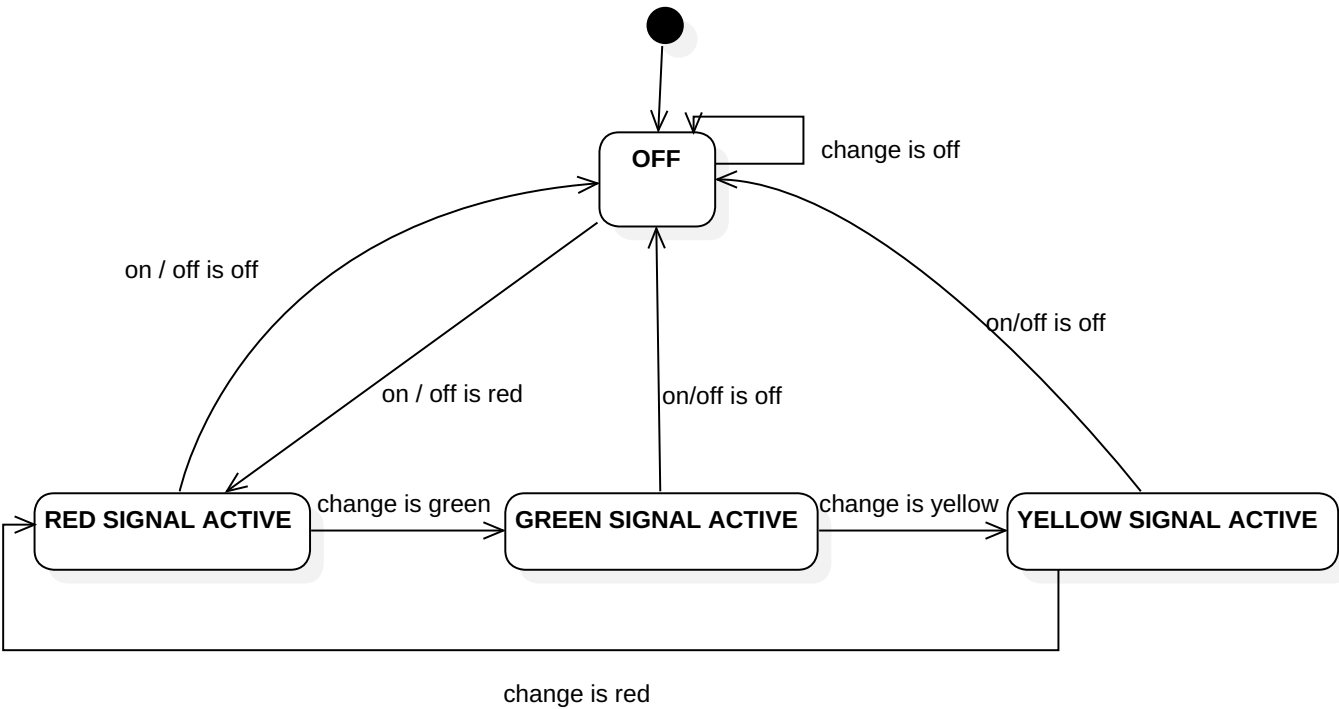 OFF
change is off
on / off is off
on/off is off
on / off is red
on/off is off
change is green
change is yellow
RED SIGNAL ACTIVE
GREEN SIGNAL ACTIVE
YELLOW SIGNAL ACTIVE
change is red